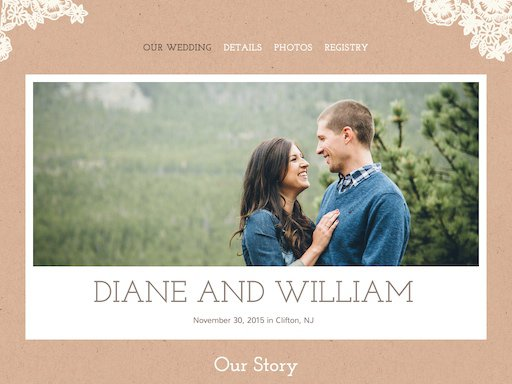 OUR WEDDING DETAILS PHOTOS REGISTRY
DIANE AND WILLIAM
November 30, 2015 in Clifton, NJ
Our Story